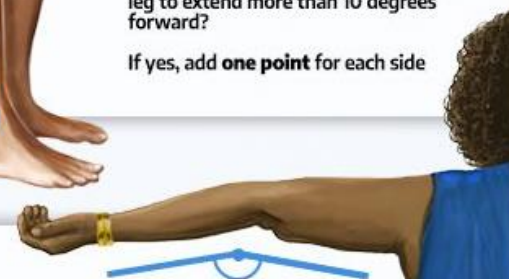 leg to extend more than 10 degrees
forward?
If yes, add one point for each side